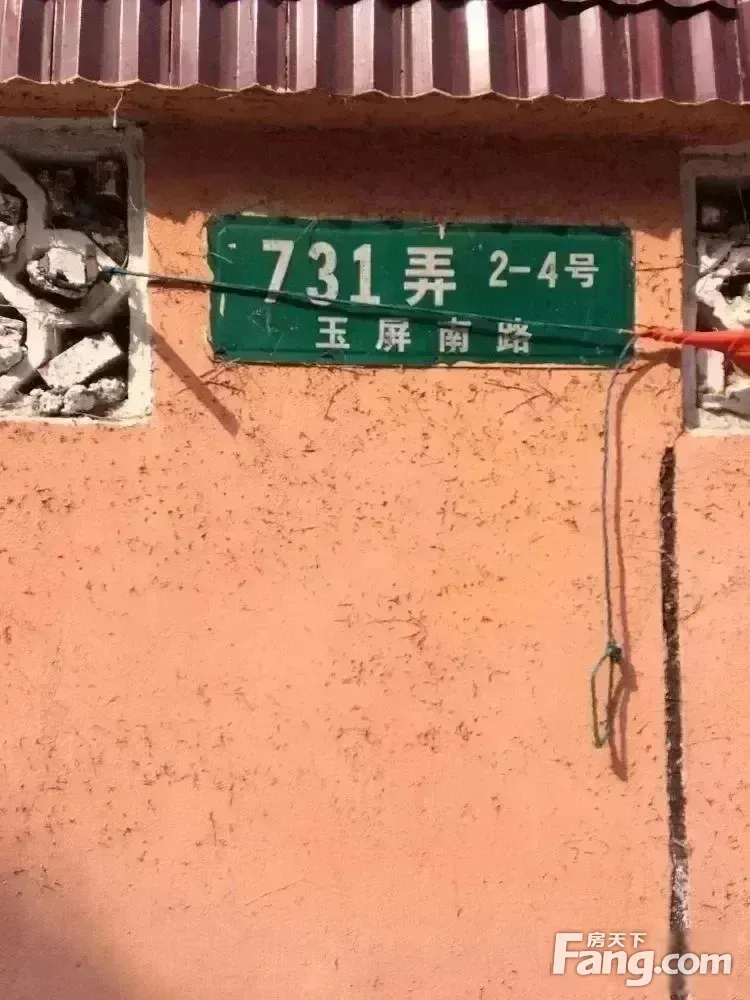 731弄 2-4号
玉屏南路
房天下
Fang.com